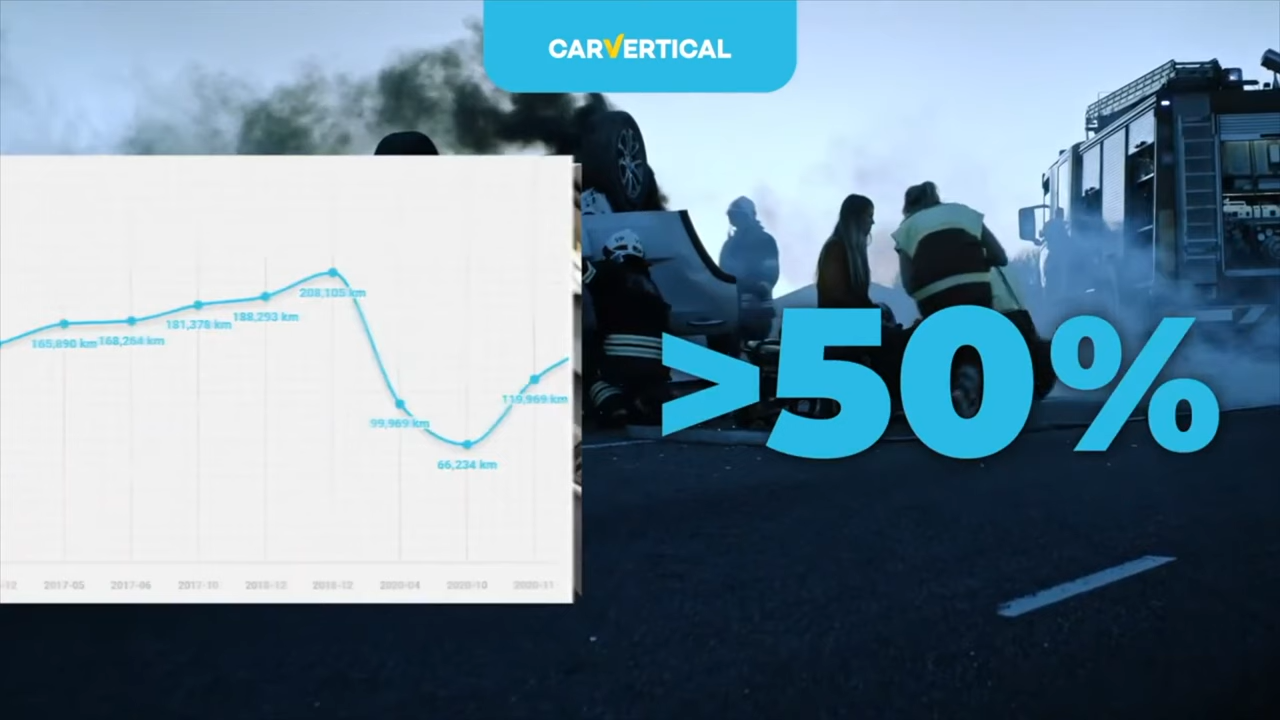 CARVERTICAL
>50%
208,105 km
181,378 km
188,293 km
165,890 km
168,264 km
119,969 km
99,969 km
66,234 km
2017-05
2017-06
2017-10
2018-12
2020-04
2020-10
2020-11